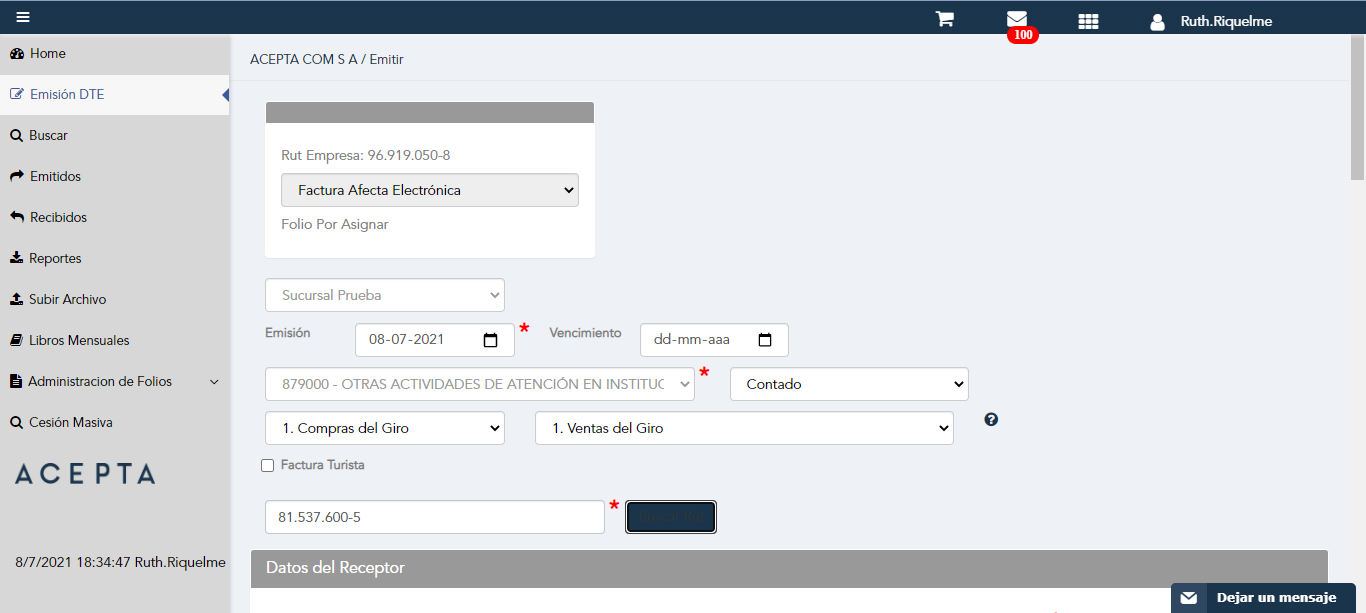 100
Ruth.Riquelme
Home
Emisión DTE
Buscar
Emitidos
Recibidos
Reportes
Subir Archivo
Libros Mensuales
Administracion de Folios
Cesión Masiva
ACEPTA
8/7/2021 18:34:47 Ruth.Riquelme
ACEPTA COM S A / Emitir
Rut Empresa: 96.919.050-8
Factura Afecta Electrónica
Folio Por Asignar
Sucursal Prueba
Emisión 08-07-2021 * Vencimiento dd-mm-aaa
879000 - OTRAS ACTIVIDADES DE ATENCIÓN EN INSTITUC * Contado
1. Compras del Giro 1. Ventas del Giro ?
Factura Turista
81.537.600-5 *
Datos del Receptor
Dejar un mensaje